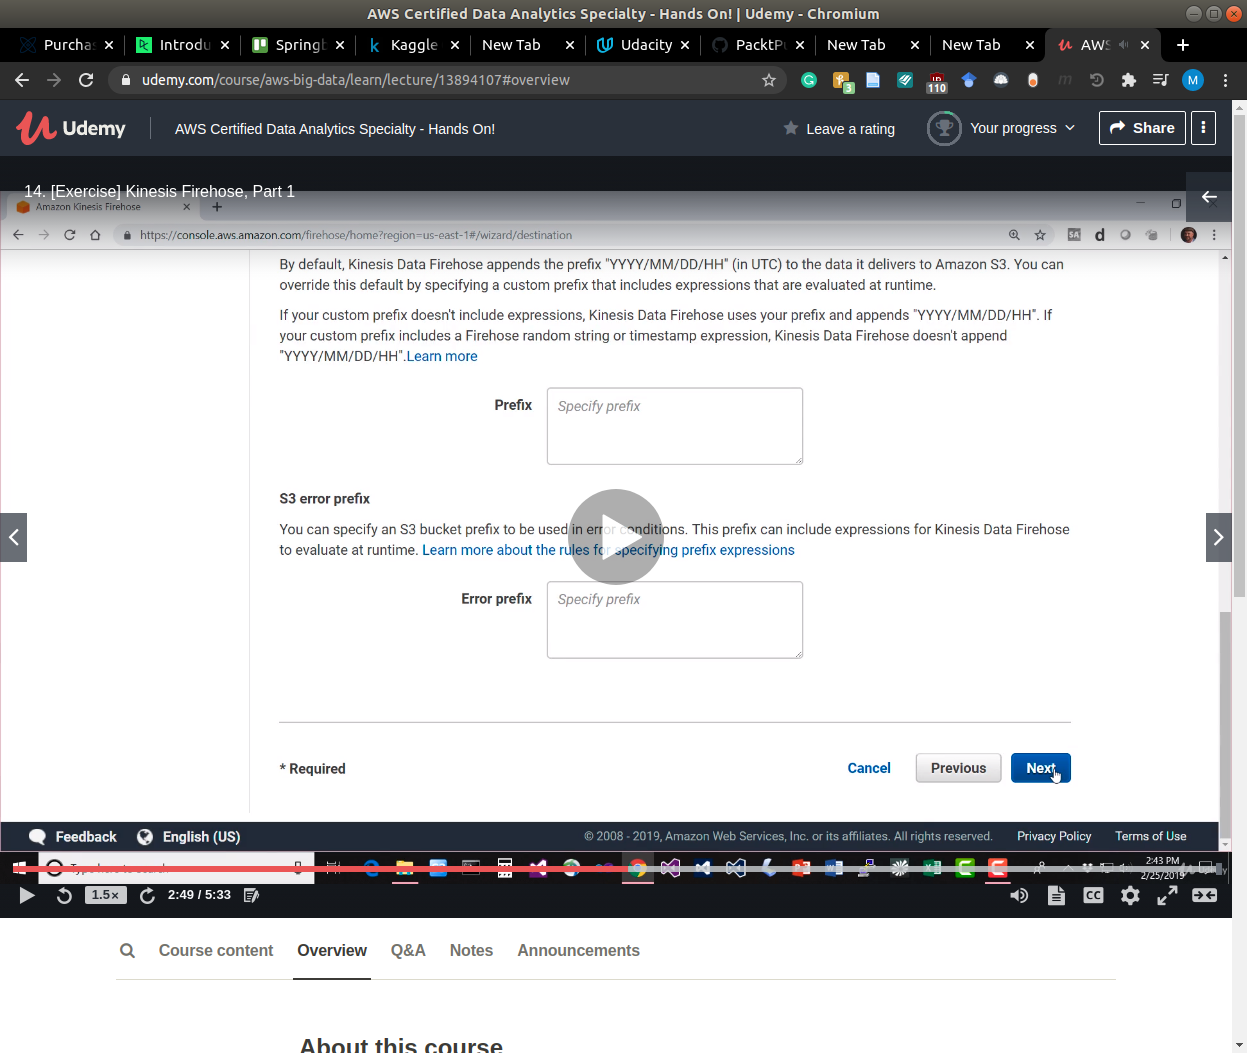 AWS Certified Data Analytics Specialty - Hands On! | Udemy - Chromium
Purcha
Introdu
Spring
Kaggle
New Tab
Udacity
PacktP
New Tab
New Tab
AWS
udemy.com/course/aws-big-data/learn/lecture/13894107#overview
3
110
M
Udemy
AWS Certified Data Analytics Specialty - Hands On!
Leave a rating
Your progress
Share
14. [Exercise] Kinesis Firehose, Part 1
Amazon Kinesis Firehose
https://console.aws.amazon.com/firehose/home?region=us-east-1#/wizard/destination
By default, Kinesis Data Firehose appends the prefix "YYYY/MM/DD/HH" (in UTC) to the data it delivers to Amazon S3. You can
override this default by specifying a custom prefix that includes expressions that are evaluated at runtime.
If your custom prefix doesn't include expressions, Kinesis Data Firehose uses your prefix and appends "YYYY/MM/DD/HH". If
your custom prefix includes a Firehose random string or timestamp expression, Kinesis Data Firehose doesn't append
"YYYY/MM/DD/HH".Learn more
Prefix
Specify prefix
S3 error prefix
You can specify an S3 bucket prefix to be used in error conditions. This prefix can include expressions for Kinesis Data Firehose
to evaluate at runtime. Learn more about the rules for specifying prefix expressions
Error prefix
Specify prefix
* Required
Cancel
Previous
Next
Feedback
English (US)
© 2008 - 2019, Amazon Web Services, Inc. or its affiliates. All rights reserved.
Privacy Policy
Terms of Use
2:43 PM
2/25/2019
1.5×
2:49 / 5:33
CC
Course content
Overview
Q&A
Notes
Announcements
About this course